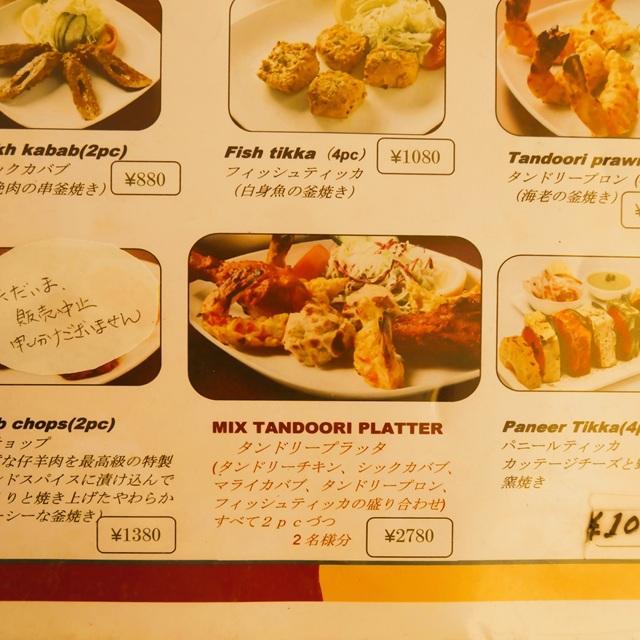 kh kabab(2pc)
ックカバブ
挽肉の串釜焼き)
¥880
Fish tikka (4pc)
¥1080
フィッシュティッカ
(白身魚の釜焼き)
Tandoori prawn
タンドリーブロン(
(海老の釜焼き)
ただいま、
販売中止
申しわけございません
b chops(2pc)
チョップ
な仔羊肉を最高級の特製
ドスパイスに漬け込んで
りと焼き上げたやわらか
ーシーな釜焼き)
¥1380
MIX TANDOORI PLATTER
タンドリープラッタ
(タンドリーチキン、シックカバブ、
マライカバブ、タンドリーブロン、
フィッシュティッカの盛り合わせ)
すべて2pcづつ
2名様分
¥2780
Paneer Tikka(4p
パニールティッカ
カッテージチーズと
窯焼き
¥10